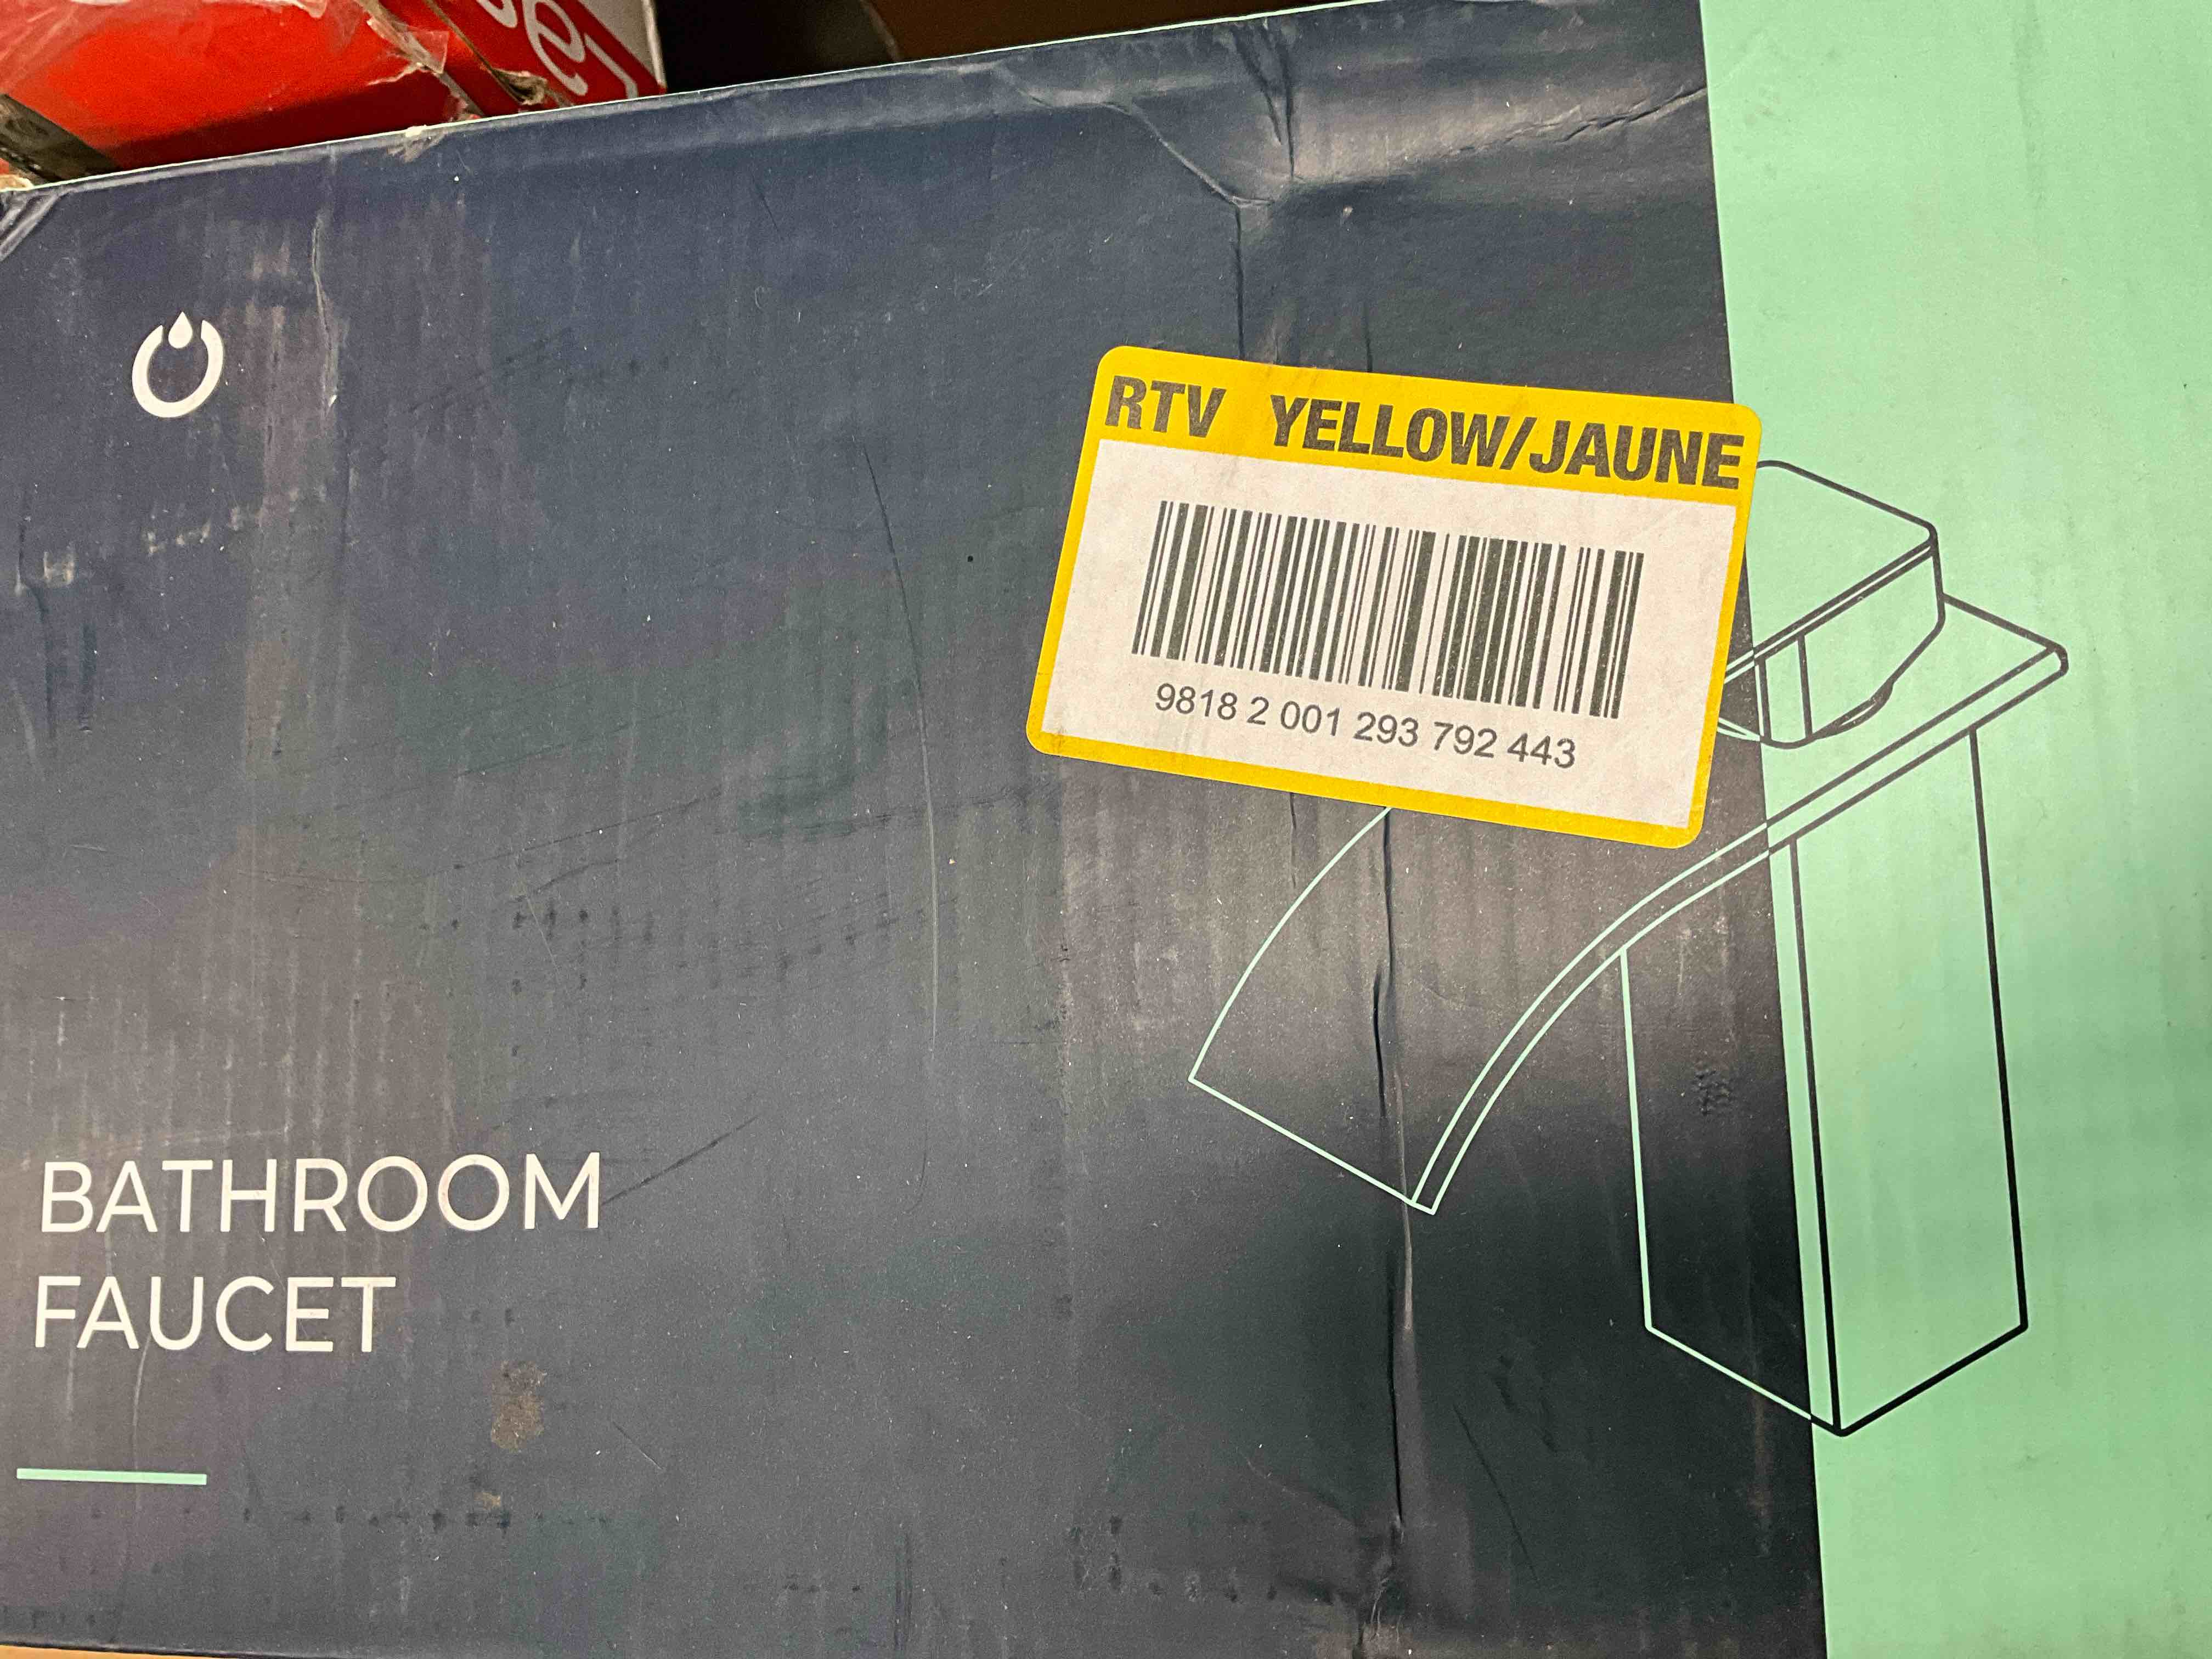 RTV YELLOW/JAUNE
9818 2 001 293 792 443
BATHROOM
FAUCET